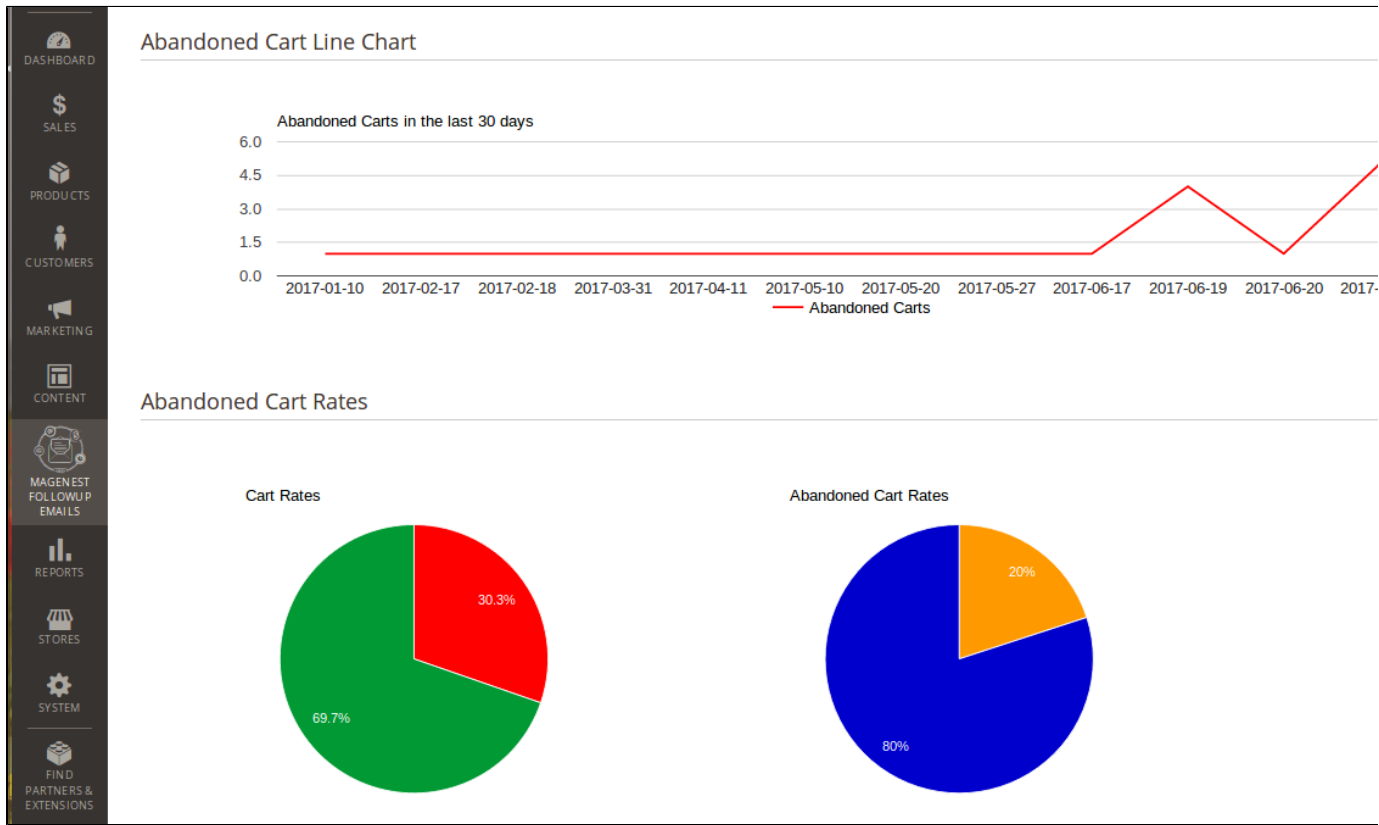 DASHBOARD
SALES
PRODUCTS
CUSTOMERS
MARKETING
CONTENT
MAGENEST
FOLLOWUP
EMAILS
REPORTS
STORES
SYSTEM
FIND
PARTNERS &
EXTENSIONS
Abandoned Cart Line Chart
Abandoned Carts in the last 30 days
6.0
4.5
3.0
1.5
0.0
2017-01-10 2017-02-17 2017-02-18 2017-03-31 2017-04-11 2017-05-10 2017-05-20 2017-05-27 2017-06-17 2017-06-19 2017-06-20 2017-
Abandoned Carts
Abandoned Cart Rates
Cart Rates
30.3%
69.7%
Abandoned Cart Rates
20%
80%